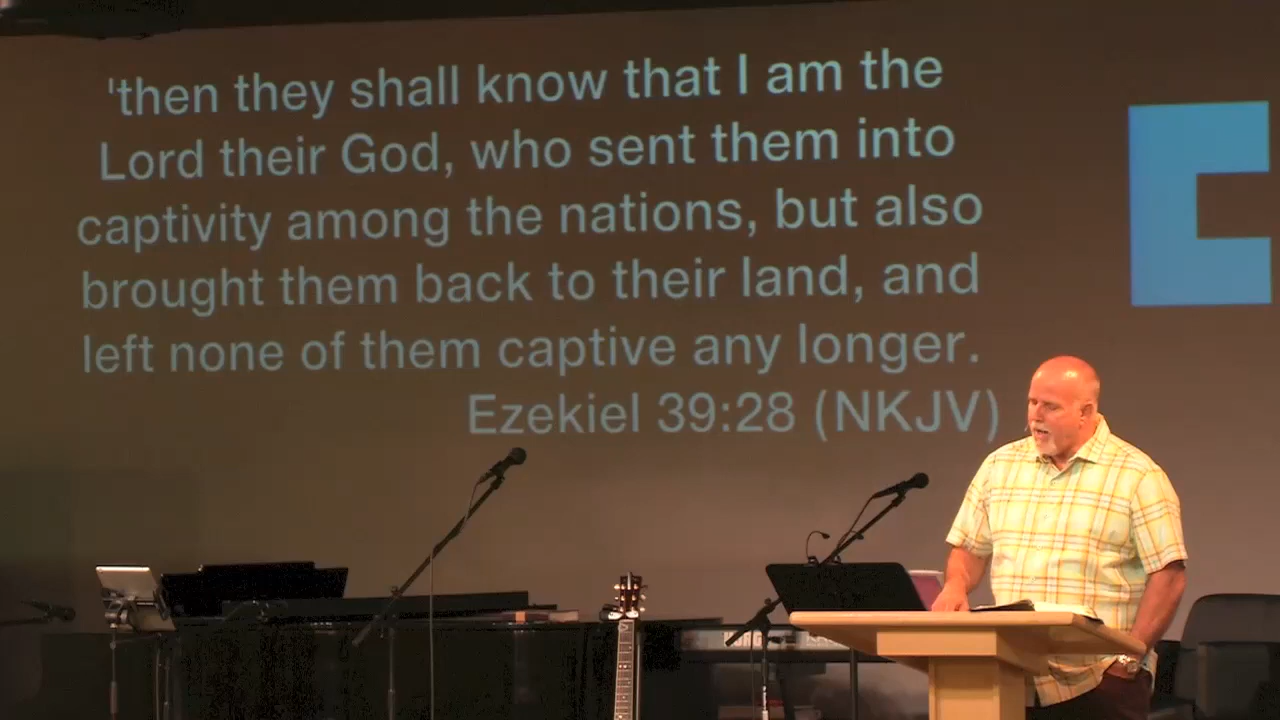 'then they shall know that I am the
Lord their God, who sent them into
captivity among the nations, but also
brought them back to their land, and
left none of them captive any longer.
Ezekiel 39:28 (NKJV)